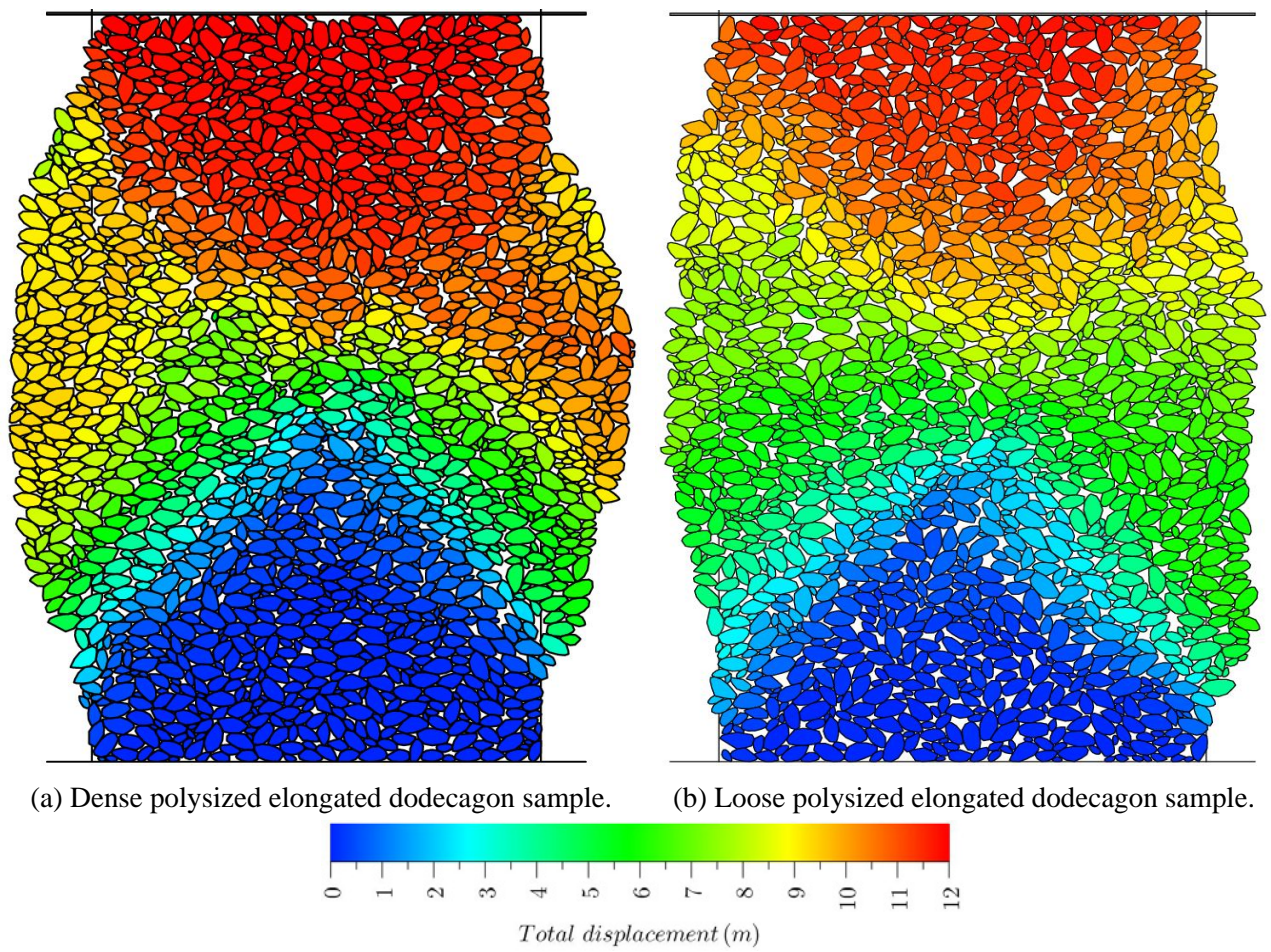 (a) Dense polysized elongated dodecagon sample.
(b) Loose polysized elongated dodecagon sample.
0 1 2 3 4 5 6 7 8 9 10 11 12
Total displacement (m)